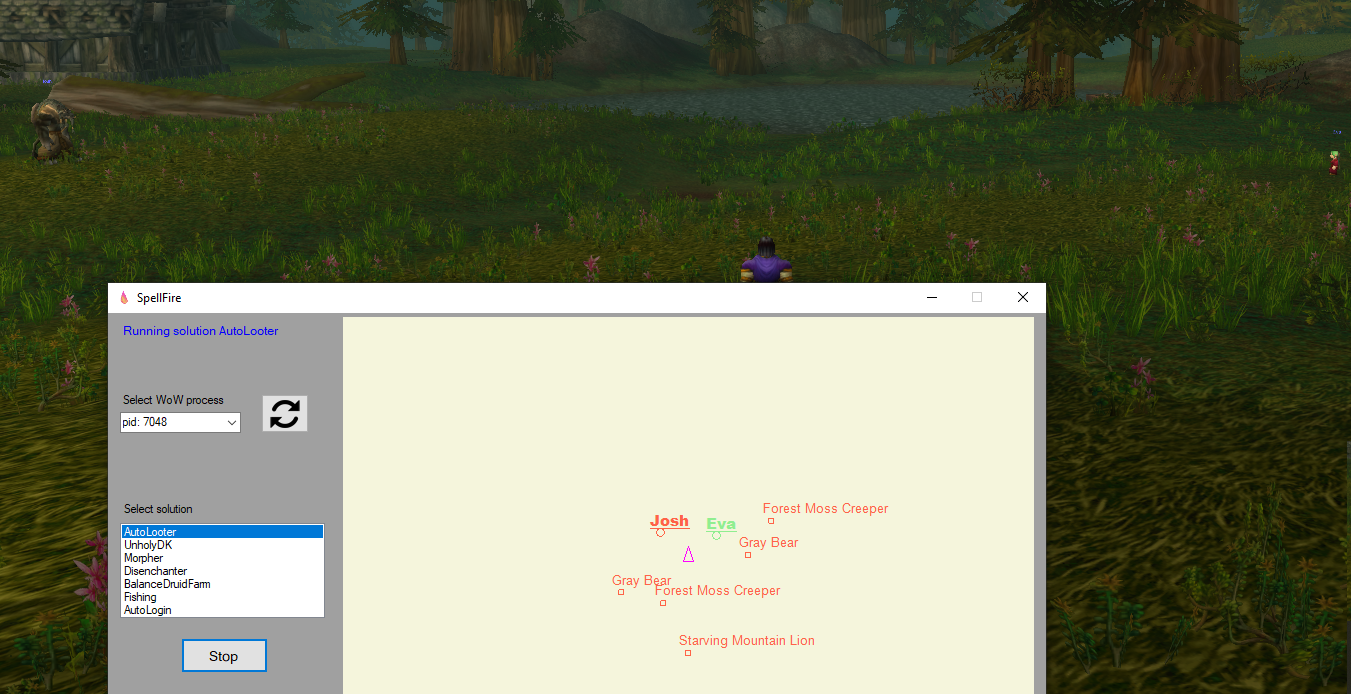 SpellFire
Running solution AutoLooter
Select WoW process
pid: 7048
Select solution
AutoLooter
UnholyDK
Morpher
Disenchanter
BalanceDruidFarm
Fishing
AutoLogin
Stop
Forest Moss Creeper
Josh
Eva
Gray Bear
Gray Bear
Forest Moss Creeper
Starving Mountain Lion